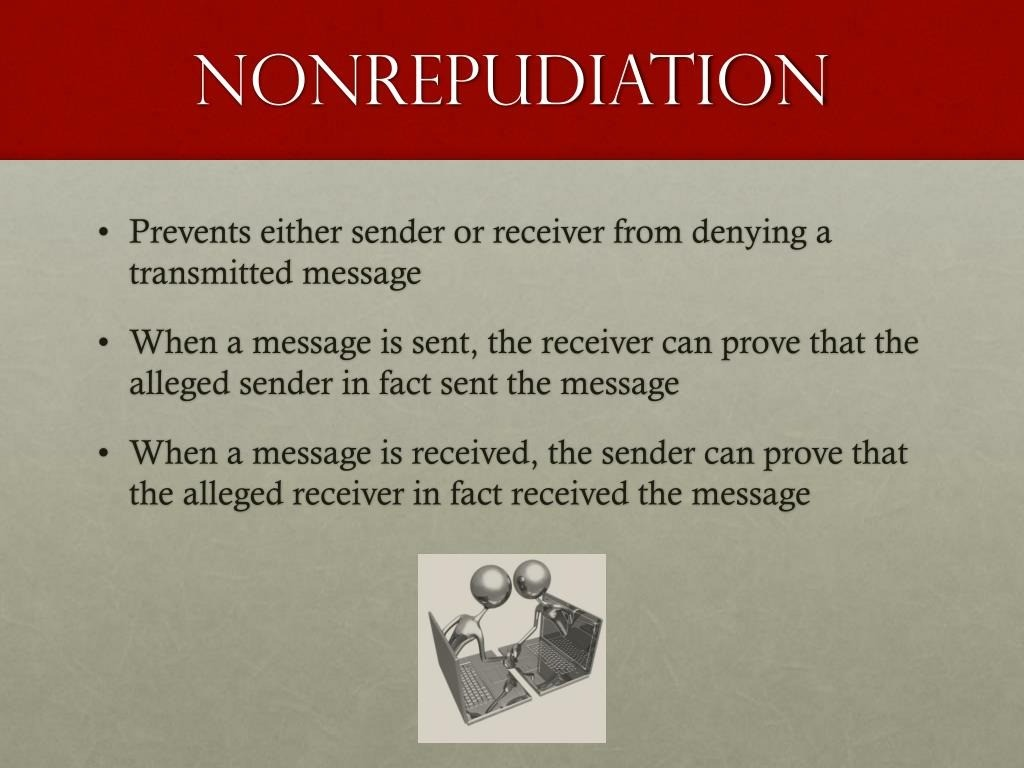 NONREPUDIATION
• Prevents either sender or receiver from denying a
transmitted message
• When a message is sent, the receiver can prove that the
alleged sender in fact sent the message
• When a message is received, the sender can prove that
the alleged receiver in fact received the message